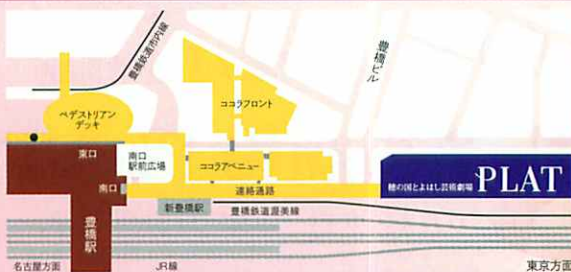 豊橋鉄道市内線
豊橋ビル
ココラフロント
ペデストリアン
デッキ
東口
南口
駅前広場
ココラアベニュー
南口
連絡通路
穂の国とよはし芸術劇場 PLAT
新豊橋駅
豊橋鉄道渥美線
豊橋駅
名古屋方面
JR線
東京方面